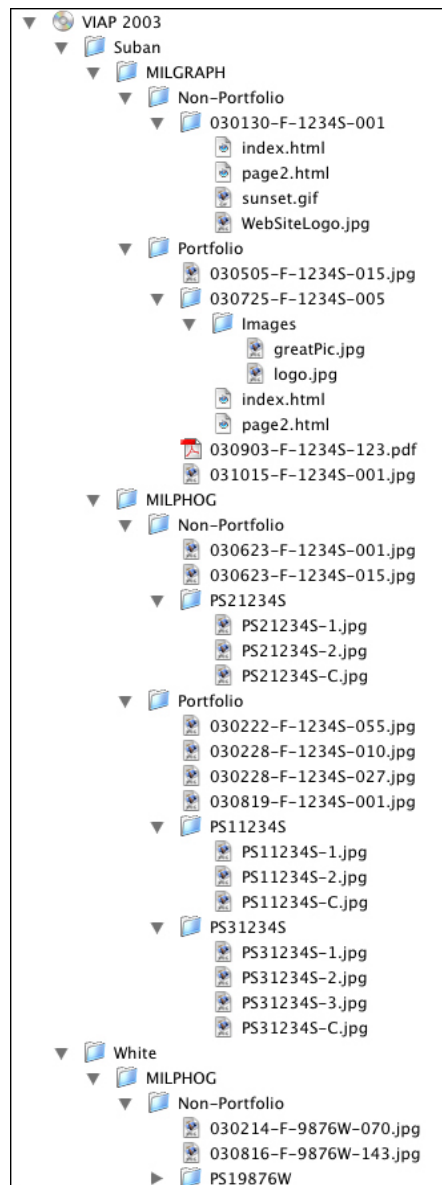 VIAP 2003
Suban
MILGRAPH
Non-Portfolio
030130-F-1234S-001
index.html
page2.html
sunset.gif
WebSiteLogo.jpg
Portfolio
030505-F-1234S-015.jpg
030725-F-1234S-005
Images
greatPic.jpg
logo.jpg
index.html
page2.html
030903-F-1234S-123.pdf
031015-F-1234S-001.jpg
MILPHOG
Non-Portfolio
030623-F-1234S-001.jpg
030623-F-1234S-015.jpg
PS21234S
PS21234S-1.jpg
PS21234S-2.jpg
PS21234S-C.jpg
Portfolio
030222-F-1234S-055.jpg
030228-F-1234S-010.jpg
030228-F-1234S-027.jpg
030819-F-1234S-001.jpg
PS11234S
PS11234S-1.jpg
PS11234S-2.jpg
PS11234S-C.jpg
PS31234S
PS31234S-1.jpg
PS31234S-2.jpg
PS31234S-3.jpg
PS31234S-C.jpg
White
MILPHOG
Non-Portfolio
030214-F-9876W-070.jpg
030816-F-9876W-143.jpg
PS19876W